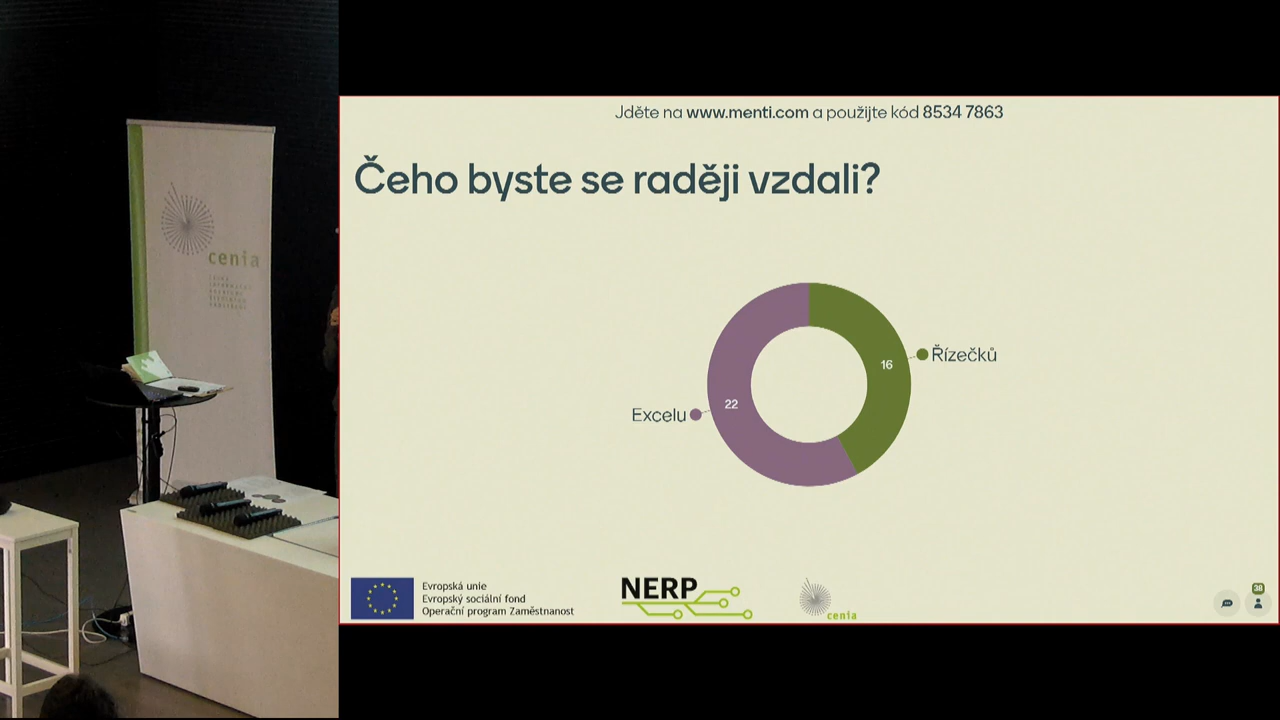 Jděte na www.menti.com a použijte kód 8534 7863
Čeho byste se raději vzdali?
16
Řízečků
Excelu
22
Evropská unie
Evropský sociální fond
Operační program Zaměstnanost
NERP
cenia
38
cenia